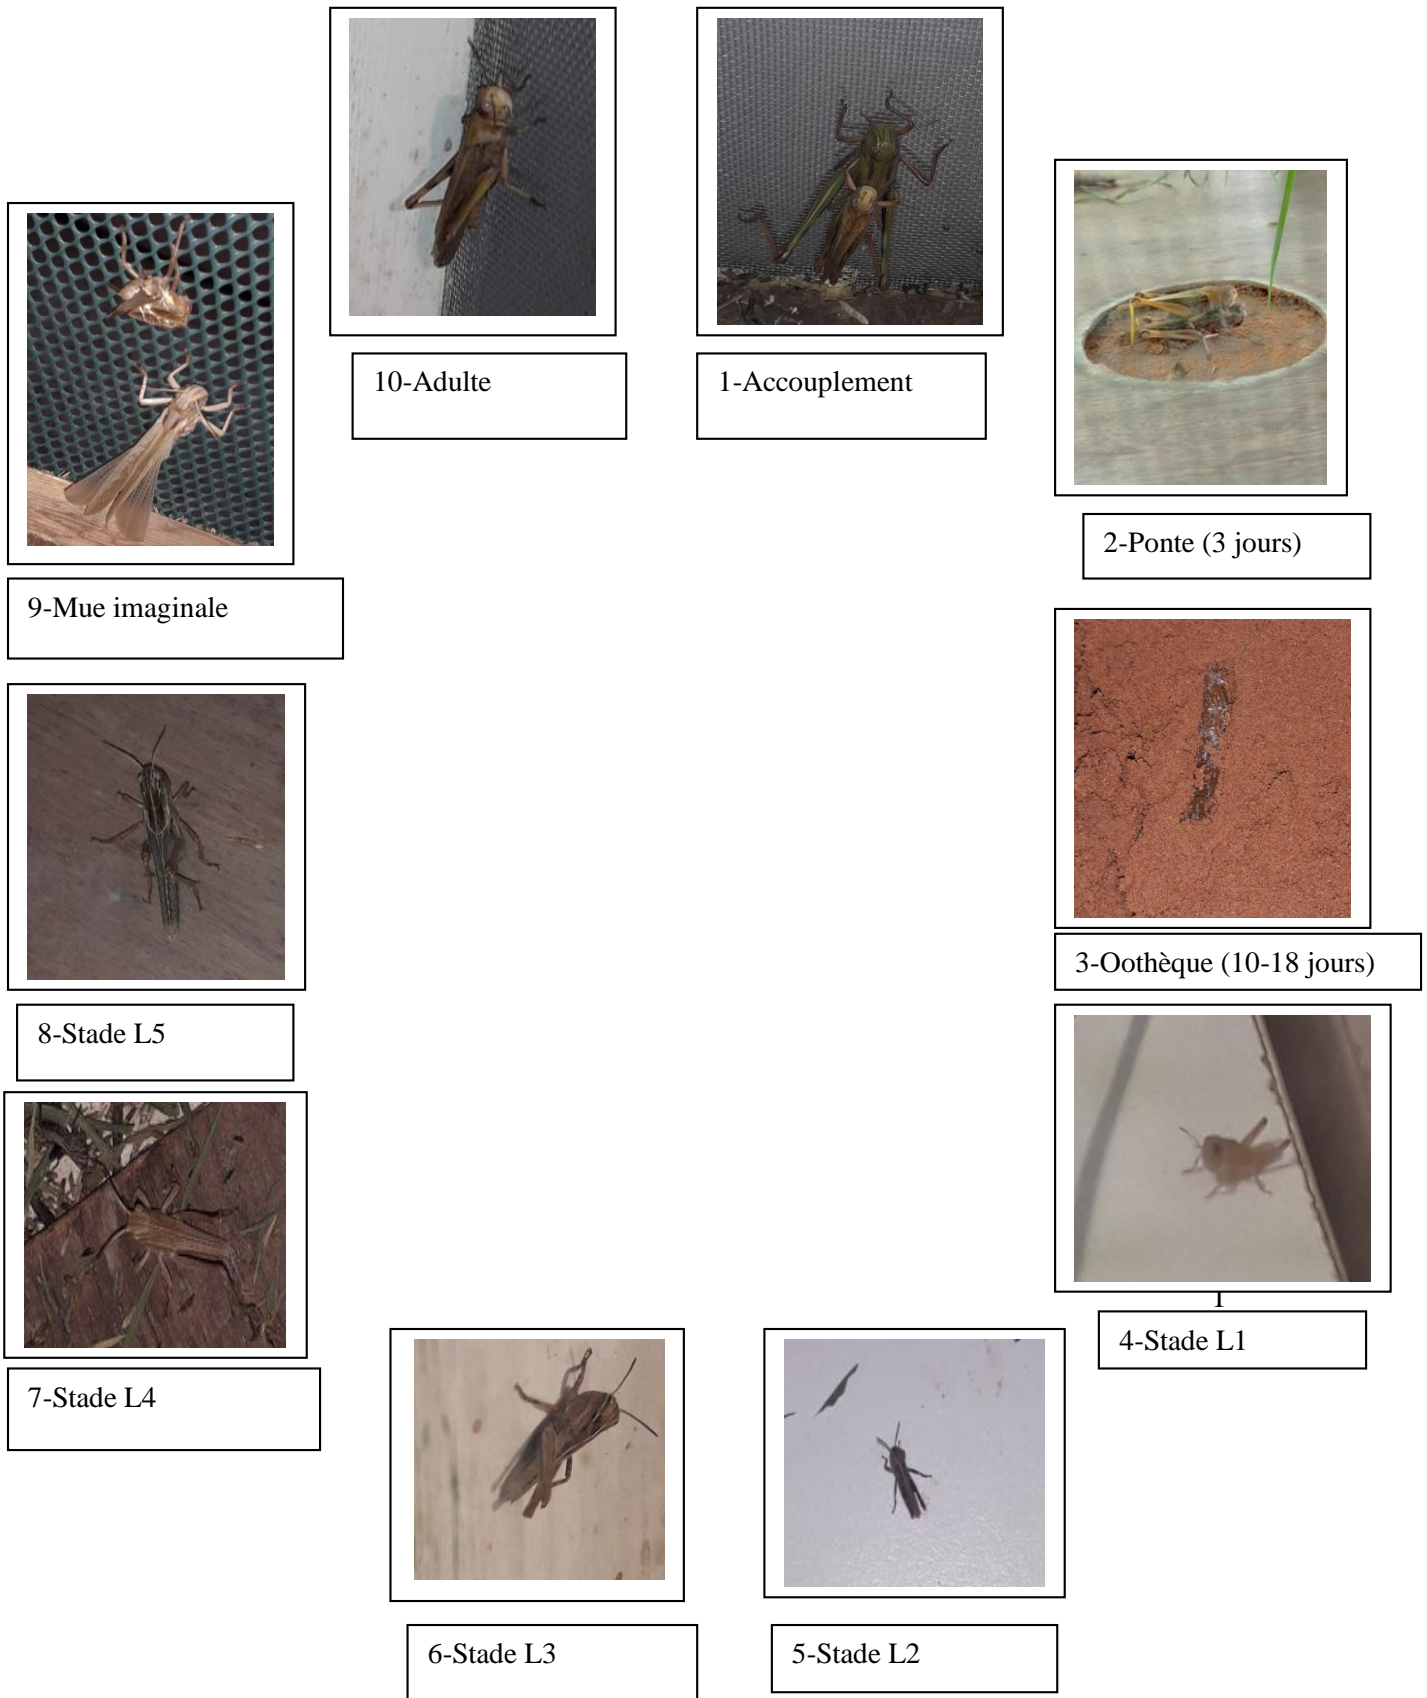 10-Adulte
1-Accouplement
2-Ponte (3 jours)
9-Mue imaginale
3-Oothèque (10-18 jours)
8-Stade L5
4-Stade L1
7-Stade L4
6-Stade L3
5-Stade L2